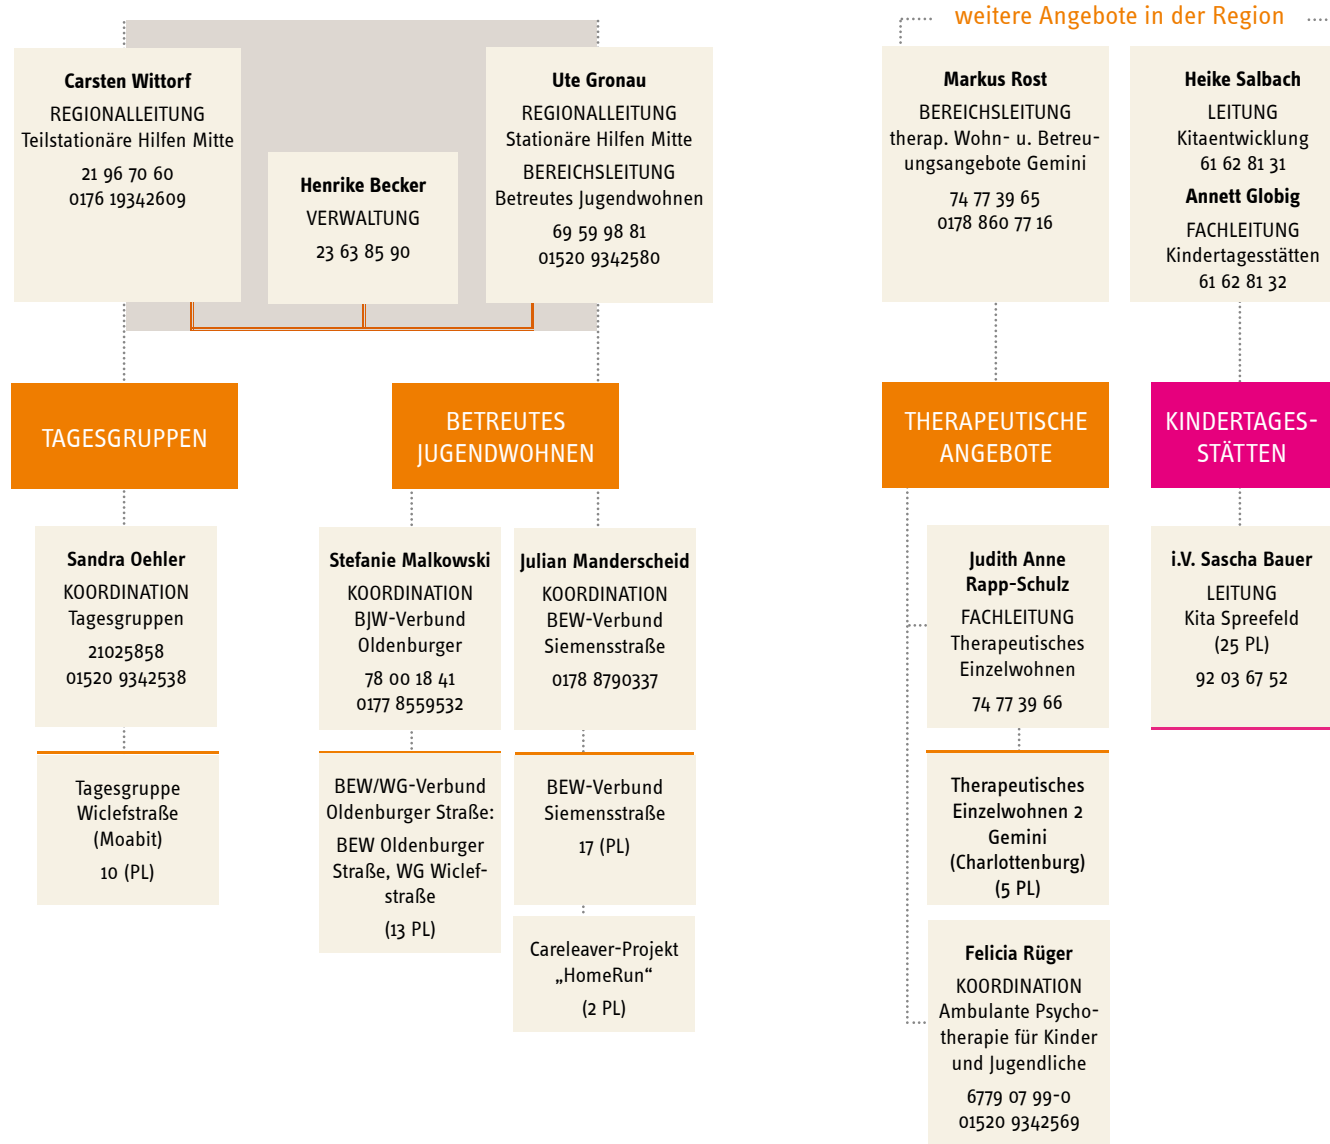 weitere Angebote in der Region
Carsten Wittorf
REGIONALLEITUNG
Teilstationäre Hilfen Mitte
21 96 70 60
0176 19342609
Henrike Becker
VERWALTUNG
23 63 85 90
Ute Gronau
REGIONALLEITUNG
Stationäre Hilfen Mitte
BEREICHSLEITUNG
Betreutes Jugendwohnen
69 59 98 81
01520 9342580
Markus Rost
BEREICHSLEITUNG
therap. Wohn- u. Betreu-
ungsangebote Gemini
74 77 39 65
0178 860 77 16
Heike Salbach
LEITUNG
Kitaentwicklung
61 62 81 31
Annett Globig
FACHLEITUNG
Kindertagesstätten
61 62 81 32
TAGESGRUPPEN
BETREUTES
JUGENDWOHNEN
THERAPEUTISCHE
ANGEBOTE
KINDERTAGES-
STÄTTEN
Sandra Oehler
KOORDINATION
Tagesgruppen
21025858
01520 9342538
Stefanie Malkowski
KOORDINATION
BJW-Verbund
Oldenburger
78 00 18 41
0177 8559532
Julian Manderscheid
KOORDINATION
BEW-Verbund
Siemensstraße
0178 8790337
Judith Anne
Rapp-Schulz
FACHLEITUNG
Therapeutisches
Einzelwohnen
74 77 39 66
i.V. Sascha Bauer
LEITUNG
Kita Spreefeld
(25 PL)
92 03 67 52
Tagesgruppe
Wiclefstraße
(Moabit)
10 (PL)
BEW/WG-Verbund
Oldenburger Straße:
BEW Oldenburger
Straße, WG Wiclef-
straße
(13 PL)
BEW-Verbund
Siemensstraße
17 (PL)
Careleaver-Projekt
„HomeRun“
(2 PL)
Therapeutisches
Einzelwohnen 2
Gemini
(Charlottenburg)
(5 PL)
Felicia Rüger
KOORDINATION
Ambulante Psycho-
therapie für Kinder
und Jugendliche
6779 07 99-0
01520 9342569